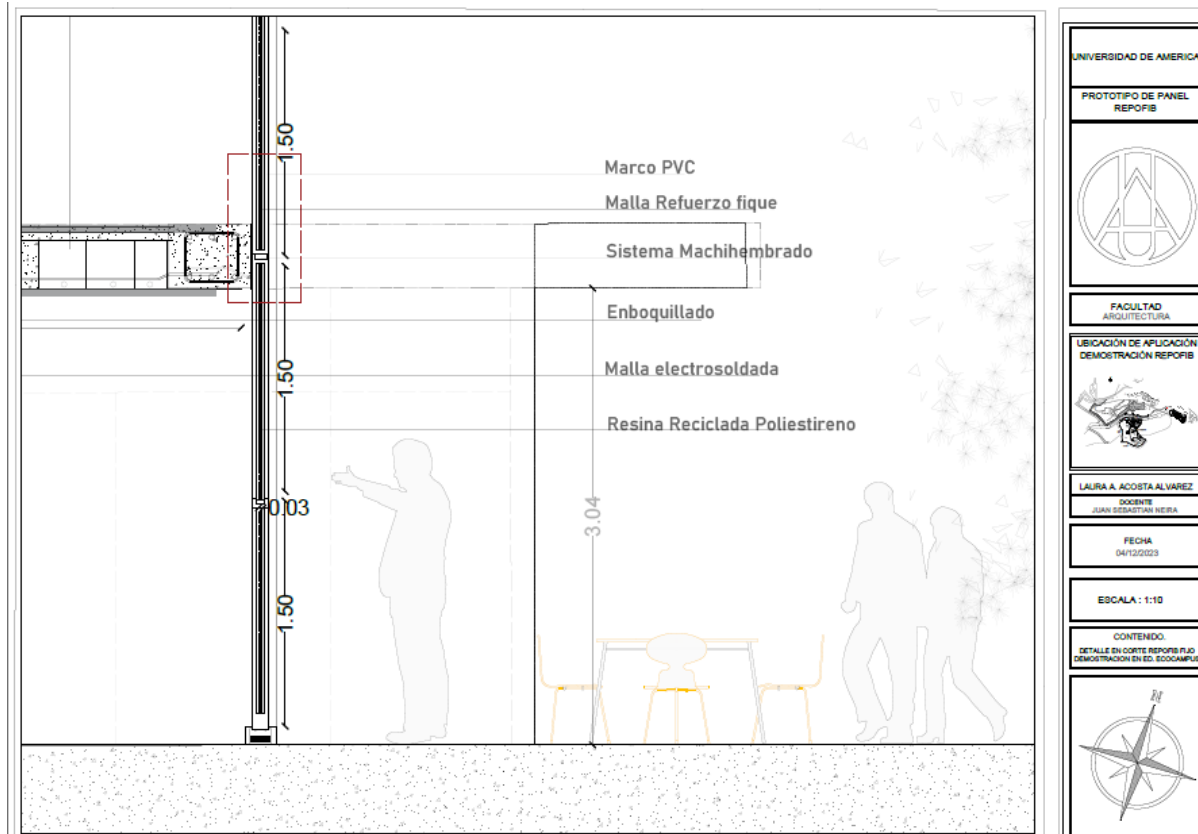 1.50
Marco PVC
Malla Refuerzo fique
Sistema Machihembrado
Enboquillado
1.50
Malla electrosoldada
Resina Reciclada Poliestireno
0.03
3.04
1.50
UNIVERSIDAD DE AMERICA
PROTOTIPO DE PANEL
REPOFIB
FACULTAD
ARQUITECTURA
UBICACIÓN DE APLICACIÓN
DEMOSTRACIÓN REPOFIB
LAURA A. ACOSTA ALVAREZ
DOCENTE
JUAN SEBASTIAN NEIRA
FECHA
04/12/2023
ESCALA : 1:10
CONTENIDO.
DETALLE EN CORTE REPOFIB FIJO
DEMOSTRACION EN ED. ECOCAMPUS